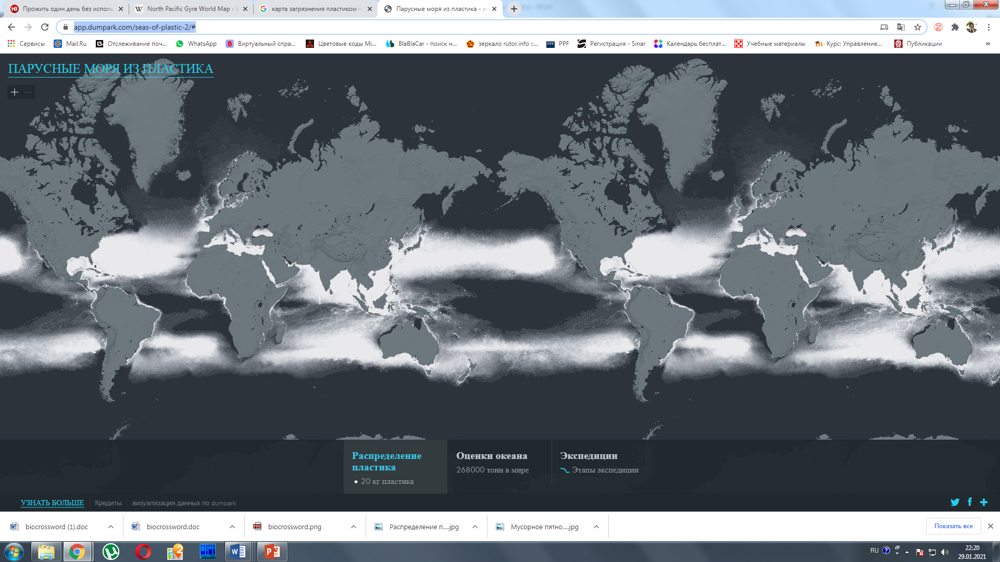 Прожить один день без исполь
North Pacific Gyre World Map - Е
карта загрязнения пластиком –
Парусные моря из пластика - и
app.dumpark.com/seas-of-plastic-2/#
Сервисы
Mail.Ru
Отслеживание поч...
WhatsApp
Виртуальный спра...
Цветовые коды Mi...
BlaBlaCar - поиск н...
зеркало rutor.info ::...
PPF
Регистрация - Sinar
Календарь бесплат...
Учебные материалы
Курс: Управление...
Публикации
»
ПАРУСНЫЕ МОРЯ ИЗ ПЛАСТИКА
Распределение
пластика
20 кг пластика
Оценки океана
268000 тонн в мире
Экспедиции
Этапы экспедиции
УЗНАТЬ БОЛЬШЕ
Кредиты
визуализация данных по dumpark
biocrossword (1).doc
biocrossword.doc
biocrossword.png
Распределение п....jpg
Мусорное пятно....jpg
Показать все
RU
22:20
29.01.2021